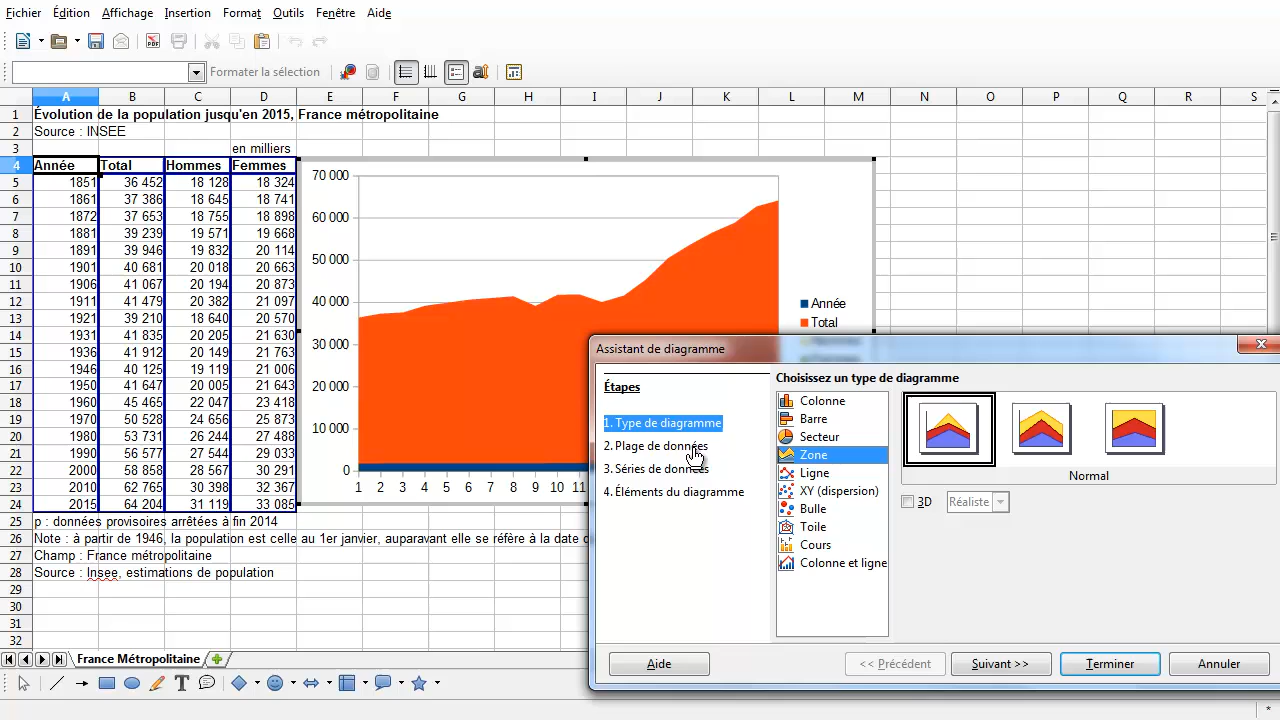 Fichier Édition Affichage Insertion Format Outils Fenêtre Aide
Formater la sélection
A B C D E F G H I J K L M N O P Q R S
1 Évolution de la population jusqu'en 2015, France métropolitaine
2 Source : INSEE
3 en milliers
4 Année Total Hommes Femmes
5 1851 36 452 18 128 18 324
6 1861 37 386 18 645 18 741
7 1872 37 653 18 755 18 898
8 1881 39 239 19 571 19 668
9 1891 39 946 19 832 20 114
10 1901 40 681 20 018 20 663
11 1906 41 067 20 194 20 873
12 1911 41 479 20 382 21 097
13 1921 39 210 18 640 20 570
14 1931 41 835 20 205 21 630
15 1936 41 912 20 149 21 763
16 1946 40 125 19 119 21 006
17 1950 41 647 20 005 21 643
18 1960 45 465 22 047 23 418
19 1970 50 528 24 656 25 873
20 1980 53 731 26 244 27 488
21 1990 56 577 27 544 29 033
22 2000 58 858 28 567 30 291
23 2010 62 765 30 398 32 367
24 2015 64 204 31 119 33 085
25 p : données provisoires arrêtées à fin 2014
26 Note : à partir de 1946, la population est celle au 1er janvier, auparavant elle se réfère à la date
27 Champ : France métropolitaine
28 Source : Insee, estimations de population
29
30
31
32
70 000
60 000
50 000
40 000
30 000
20 000
10 000
0
1 2 3 4 5 6 7 8 9 10 11
Année
Total
Assistant de diagramme
Étapes
1. Type de diagramme
2. Plage de données
3. Séries de données
4. Éléments du diagramme
Choisissez un type de diagramme
Colonne
Barre
Secteur
Zone
Ligne
XY (dispersion)
Bulle
Toile
Cours
Colonne et ligne
Normal
3D Réaliste
Aide << Précédent Suivant >> Terminer Annuler
France Métropolitaine